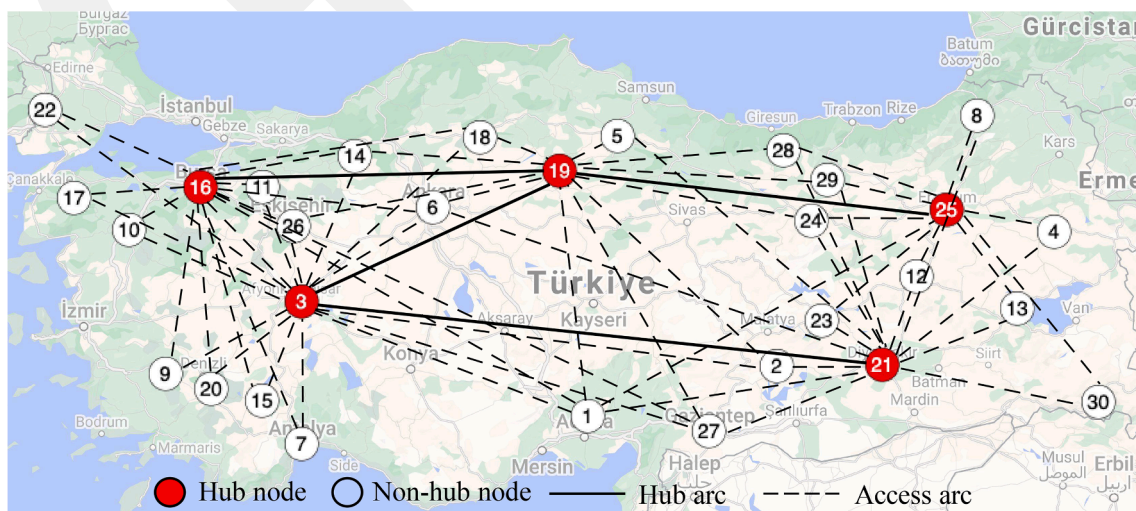 Burgaz
Бургас
Gürcistan
Batum
ბათუმი
Edirne
22
İstanbul
Samsun
Gebze
Sakarya
Giresun
Trabzon
Rize
8
Kars
18
5
14
28
19
Çanakkale
16
11
29
Erme
17
Ankara
Eskişehir
6
Sivas
24
25
10
26
4
Türkiye
12
3
İzmir
Aksaray
Kayseri
Malatya
23
13
Van
Konya
21
Siirt
9
Denizli
20
2
Batman
15
1
Gaziantep
Şanlıurfa
Mardin
30
Bodrum
7
Antalya
27
Marmaris
Side
Mersin
Halep
Musul
Erbil
الموصل
أربيل
Hub node
Non-hub node
Hub arc
Access arc